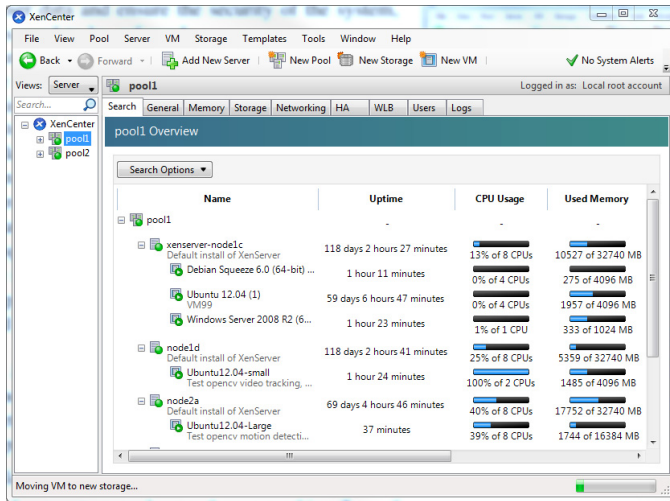 and ensure the security of the system,
XenCenter
File View Pool Server VM Storage Templates Tools Window Help
Back Forward Add New Server New Pool New Storage New VM No System Alerts
Views: Server pool1 Logged in as: Local root account
Search...
Search General Memory Storage Networking HA WLB Users Logs
XenCenter
pool1
pool2
pool1 Overview
Search Options
Name Uptime CPU Usage Used Memory
pool1 - - -
xenserver-node1c 118 days 2 hours 27 minutes
Default install of XenServer 13% of 8 CPUs 10527 of 32740 MB
Debian Squeeze 6.0 (64-bit) ... 1 hour 11 minutes
0% of 4 CPUs 275 of 4096 MB
Ubuntu 12.04 (1) 59 days 6 hours 47 minutes
VM99 0% of 4 CPUs 1957 of 4096 MB
Windows Server 2008 R2 (6... 1 hour 23 minutes
1% of 1 CPU 333 of 1024 MB
node1d 118 days 2 hours 41 minutes
Default install of XenServer 25% of 8 CPUs 5359 of 32740 MB
Ubuntu12.04-small 1 hour 24 minutes
Test opencv video tracking, ... 100% of 2 CPUs 1485 of 4096 MB
node2a 69 days 4 hours 46 minutes
Default install of XenServer 40% of 8 CPUs 17752 of 32740 MB
Ubuntu12.04-Large 37 minutes
Test opencv motion detecti... 39% of 8 CPUs 1744 of 16384 MB
Moving VM to new storage...